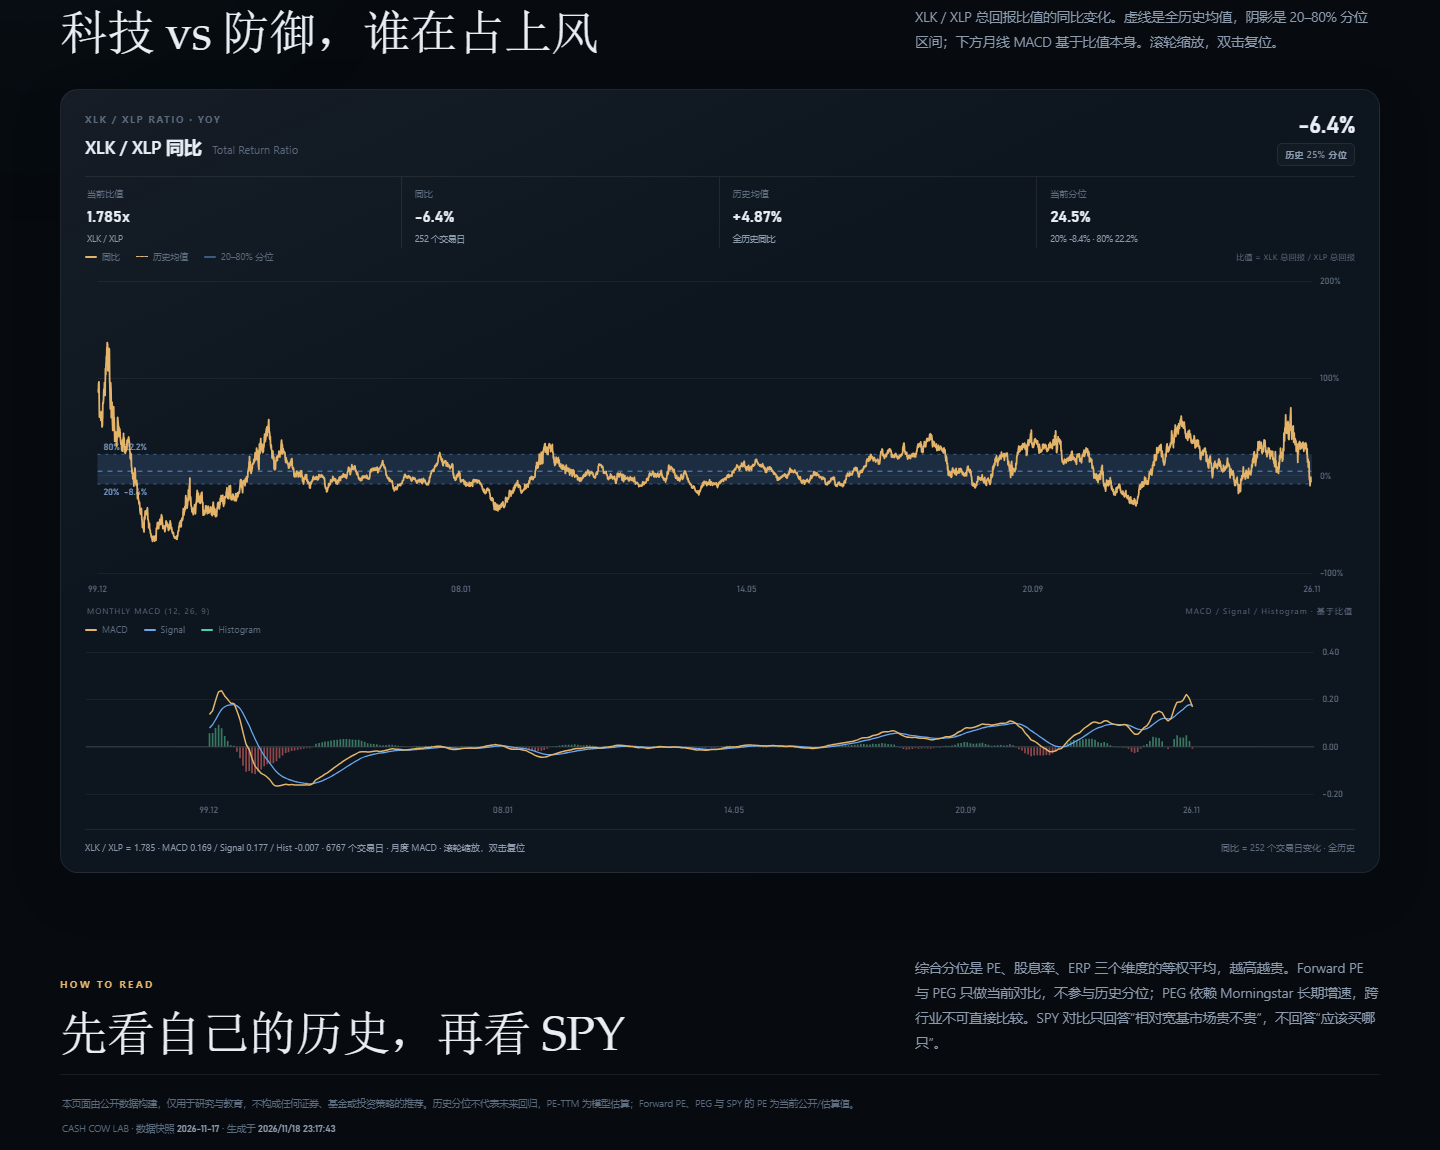 科技 vs 防御，谁在占上风
XLK / XLP 总回报比值的同比变化。虚线是全历史均值，阴影是 20–80% 分位
区间；下方月线 MACD 基于比值本身。滚轮缩放，双击复位。
XLK / XLP RATIO · YOY
XLK / XLP 同比 Total Return Ratio
-6.4%
历史 25% 分位
当前比值
1.785x
XLK / XLP
同比
-6.4%
252 个交易日
历史均值
+4.87%
全历史同比
当前分位
24.5%
20% -8.4% · 80% 22.2%
同比 历史均值 20–80% 分位
比值 = XLK 总回报 / XLP 总回报
200%
100%
0%
-100%
80% 22.2%
20% -8.4%
99.12 08.01 14.05 20.09 26.11
MONTHLY MACD (12, 26, 9)
MACD / Signal / Histogram · 基于比值
MACD Signal Histogram
0.40
0.20
0.00
-0.20
99.12 08.01 14.05 20.09 26.11
XLK / XLP = 1.785 · MACD 0.169 / Signal 0.177 / Hist -0.007 · 6767 个交易日 · 月度 MACD · 滚轮缩放，双击复位
同比 = 252 个交易日变化 · 全历史
HOW TO READ
先看自己的历史，再看 SPY
综合分位是 PE、股息率、ERP 三个维度的等权平均，越高越贵。Forward PE
与 PEG 只做当前对比，不参与历史分位；PEG 依赖 Morningstar 长期增速，跨
行业不可直接比较。SPY 对比只回答"相对宽基市场贵不贵"，不回答"应该买哪
只"。
本页面由公开数据构建，仅用于研究与教育，不构成任何证券、基金或投资策略的推荐。历史分位不代表未来回归，PE-TTM 为模型估算；Forward PE、PEG 与 SPY 的 PE 为当前公开/估算值。
CASH COW LAB · 数据快照 2026-11-17 · 生成于 2026/11/18 23:17:43